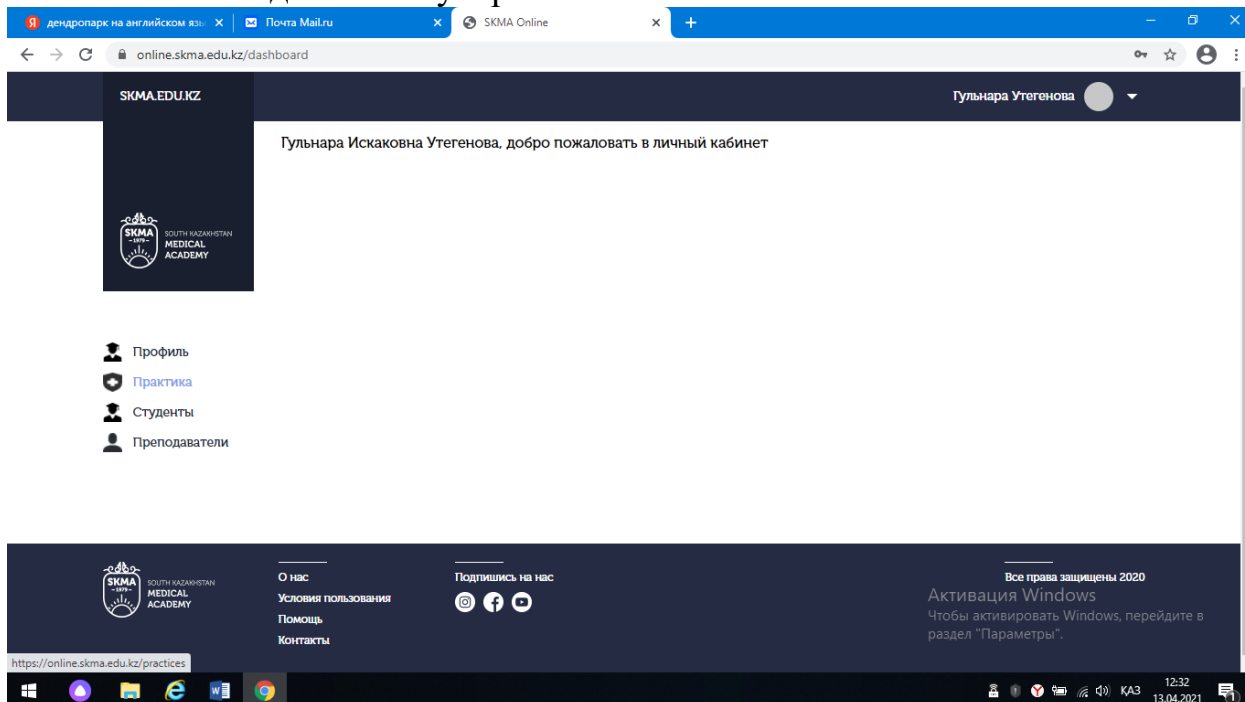 дендропарк на английском язы
Почта Mail.ru
SKMA Online
online.skma.edu.kz/dashboard
SKMA.EDU.KZ
Гульнара Утегенова
Гульнара Искаковна Утегенова, добро пожаловать в личный кабинет
SKMA
-1979-
SOUTH KAZAKHSTAN
MEDICAL
ACADEMY
Профиль
Практика
Студенты
Преподаватели
SKMA
-1979-
SOUTH KAZAKHSTAN
MEDICAL
ACADEMY
О нас
Условия пользования
Помощь
Контакты
Подпишись на нас
Все права защищены 2020
Активация Windows
Чтобы активировать Windows, перейдите в
раздел "Параметры".
https://online.skma.edu.kz/practices
ҚАЗ
12:32
13.04.2021